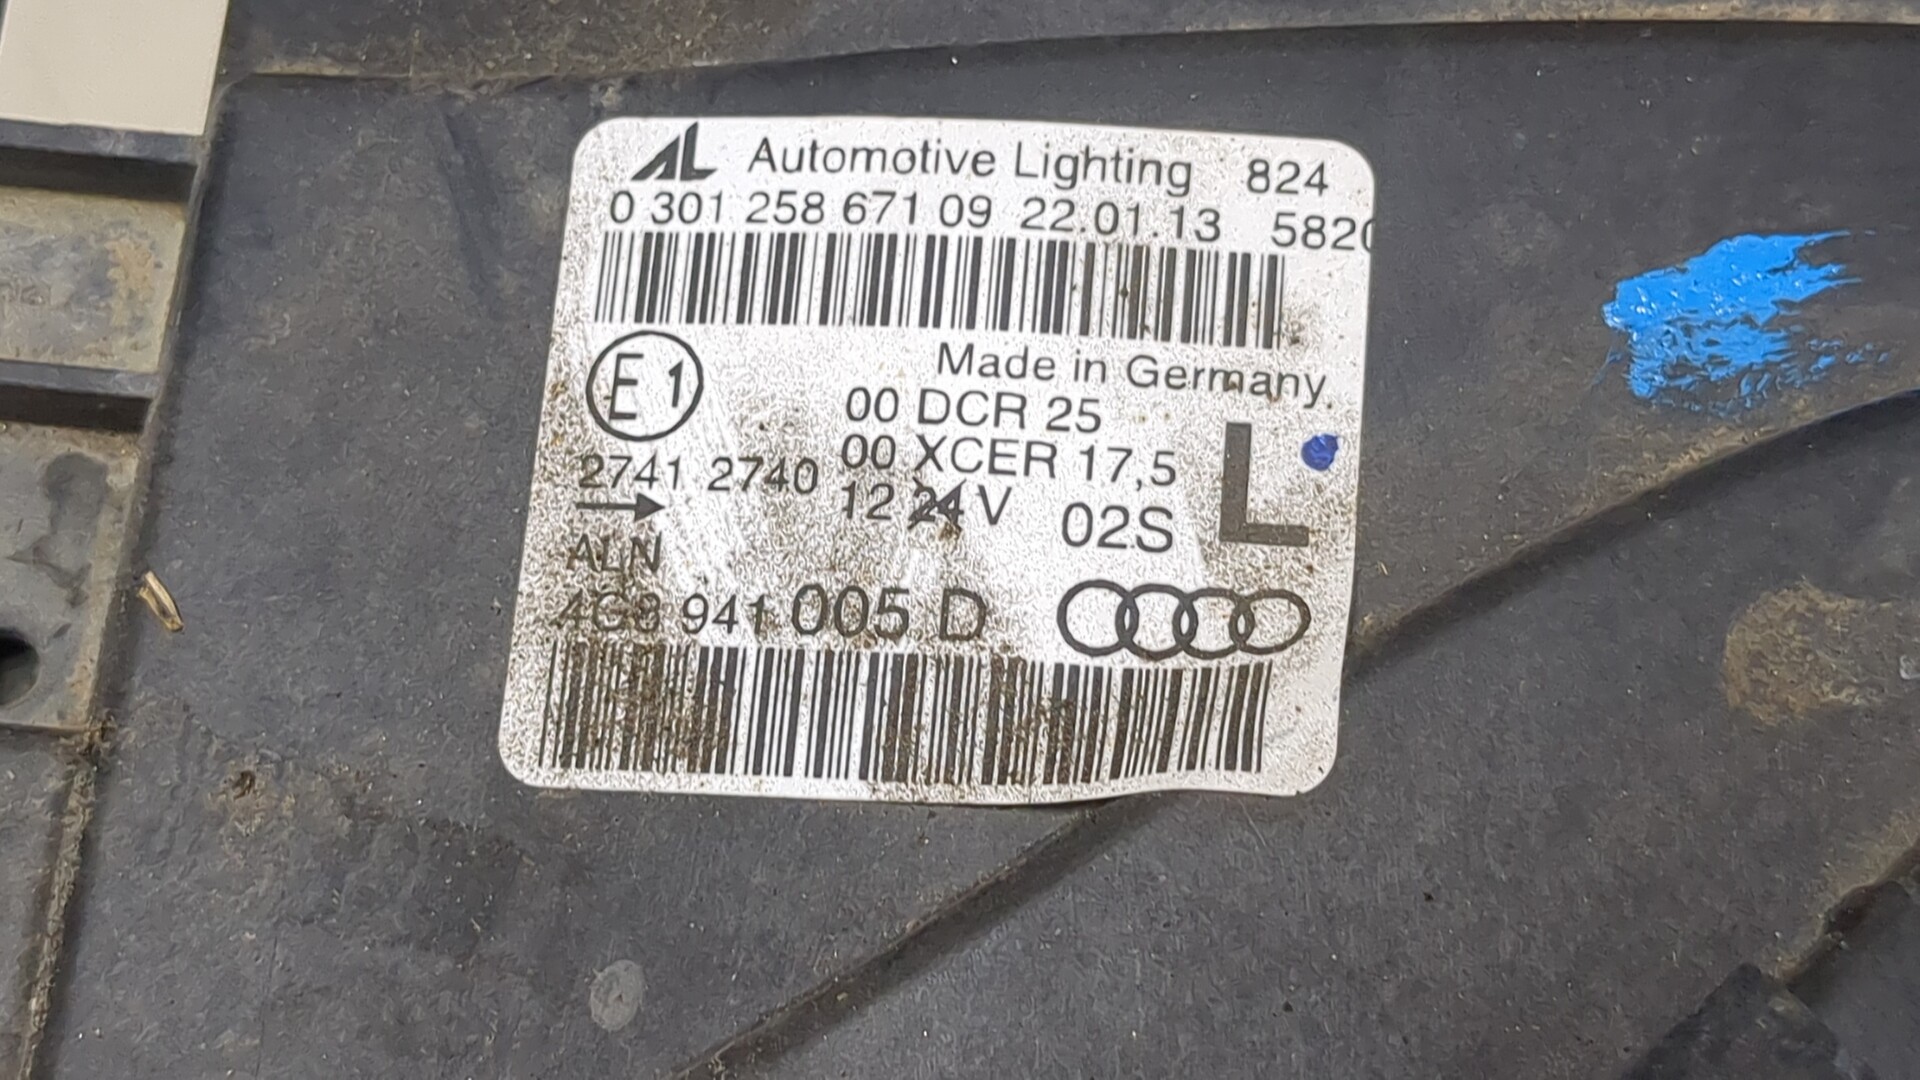 AL Automotive Lighting 824
0 301 258 671 09 22.01.13 5820
Made in Germany
E1 00 DCR 25
2741 2740 00 XCER 17,5 L
12 24 V 02S
ALN
4G8 941 005 D